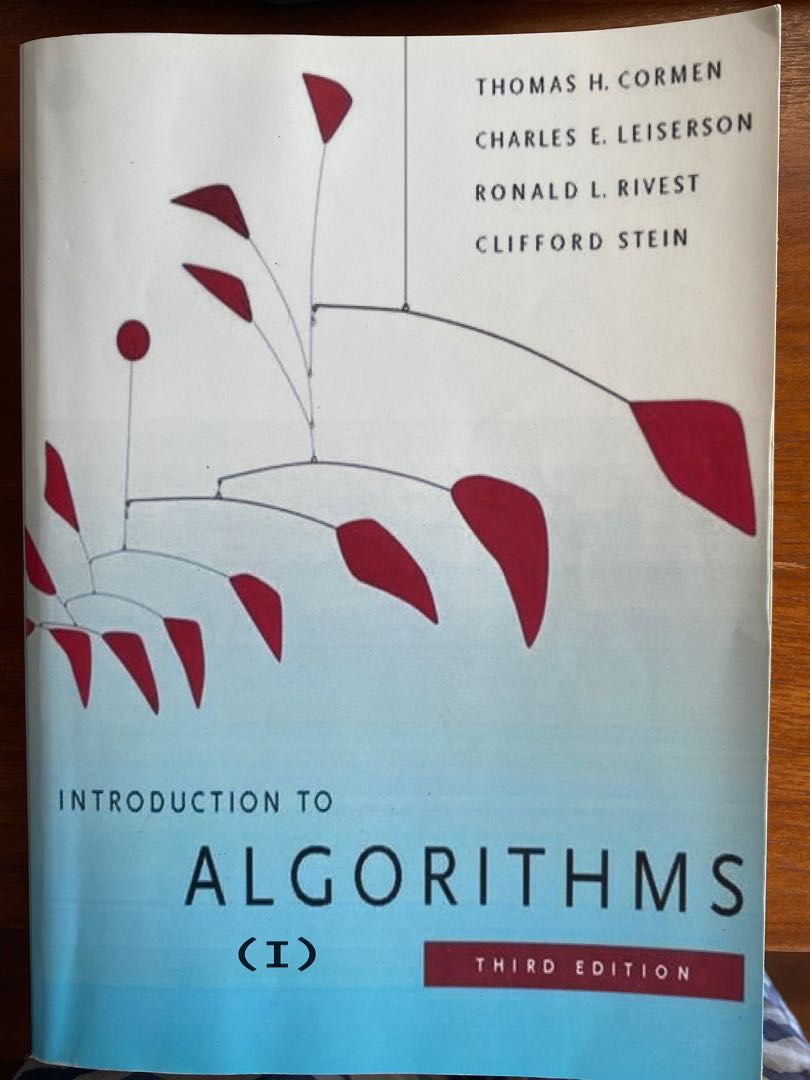 THOMAS H. CORMEN
CHARLES E. LEISERSON
RONALD L. RIVEST
CLIFFORD STEIN
INTRODUCTION TO
ALGORITHMS
(I)
THIRD EDITION